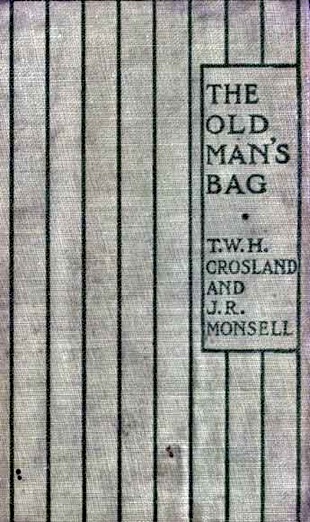 THE
OLD
MAN'S
BAG
•
T.W.H.
CROSLAND
AND
J.R.
MONSELL